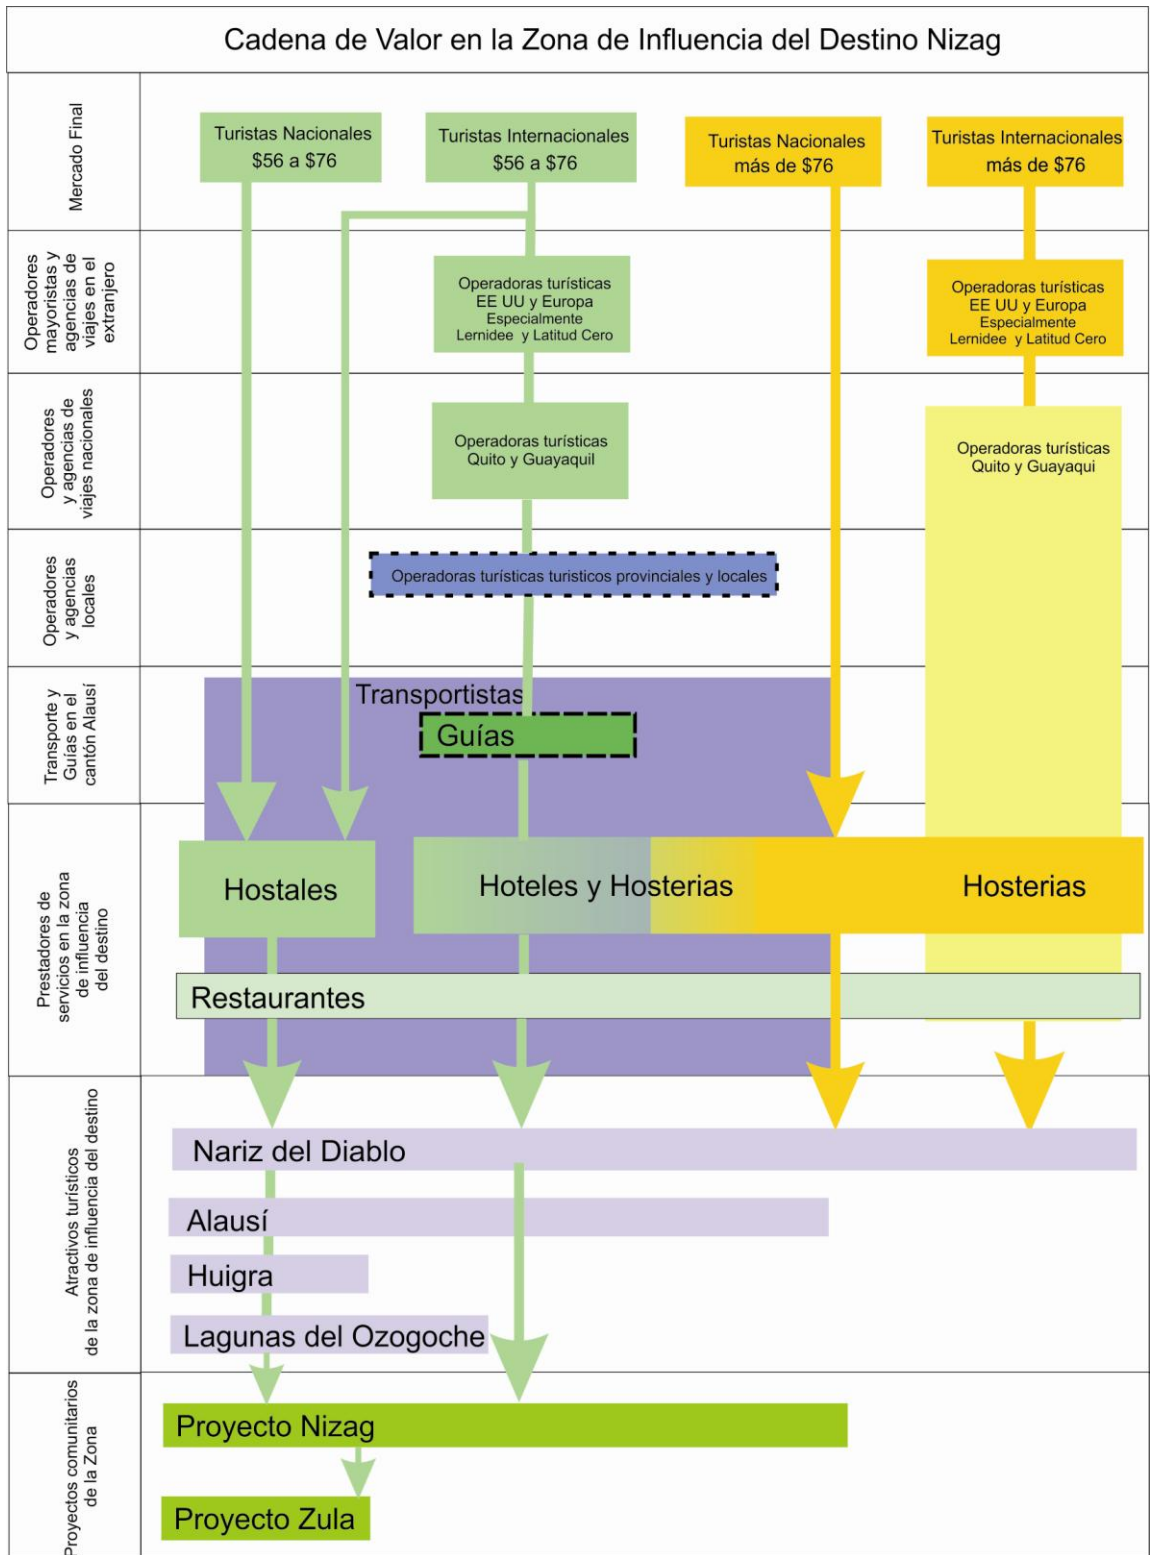 Cadena de Valor en la Zona de Influencia del Destino Nizag
Mercado Final
Turistas Nacionales
$56 a $76
Turistas Internacionales
$56 a $76
Turistas Nacionales
más de $76
Turistas Internacionales
más de $76
Operadores
mayoristas y
agencias de
viajes en el
extranjero
Operadoras turísticas
EE UU y Europa
Especialmente
Lernidee y Latitud Cero
Operadoras turísticas
EE UU y Europa
Especialmente
Lernidee y Latitud Cero
Operadores
y agencias de
viajes nacionales
Operadoras turísticas
Quito y Guayaquil
Operadoras turísticas
Quito y Guayaqui
Operadores
y agencias
locales
Operadoras turísticas turisticos provinciales y locales
Transporte y
Guías en el
cantón Alausí
Transportistas
Guías
Prestadores de
servicios en la zona
de influencia
del destino
Hostales
Hoteles y Hosterias
Hosterias
Restaurantes
Atractivos turísticos
de la zona de influencia del destino
Nariz del Diablo
Alausí
Huigra
Lagunas del Ozogoche
Proyectos comunitarios
de la Zona
Proyecto Nizag
Proyecto Zula